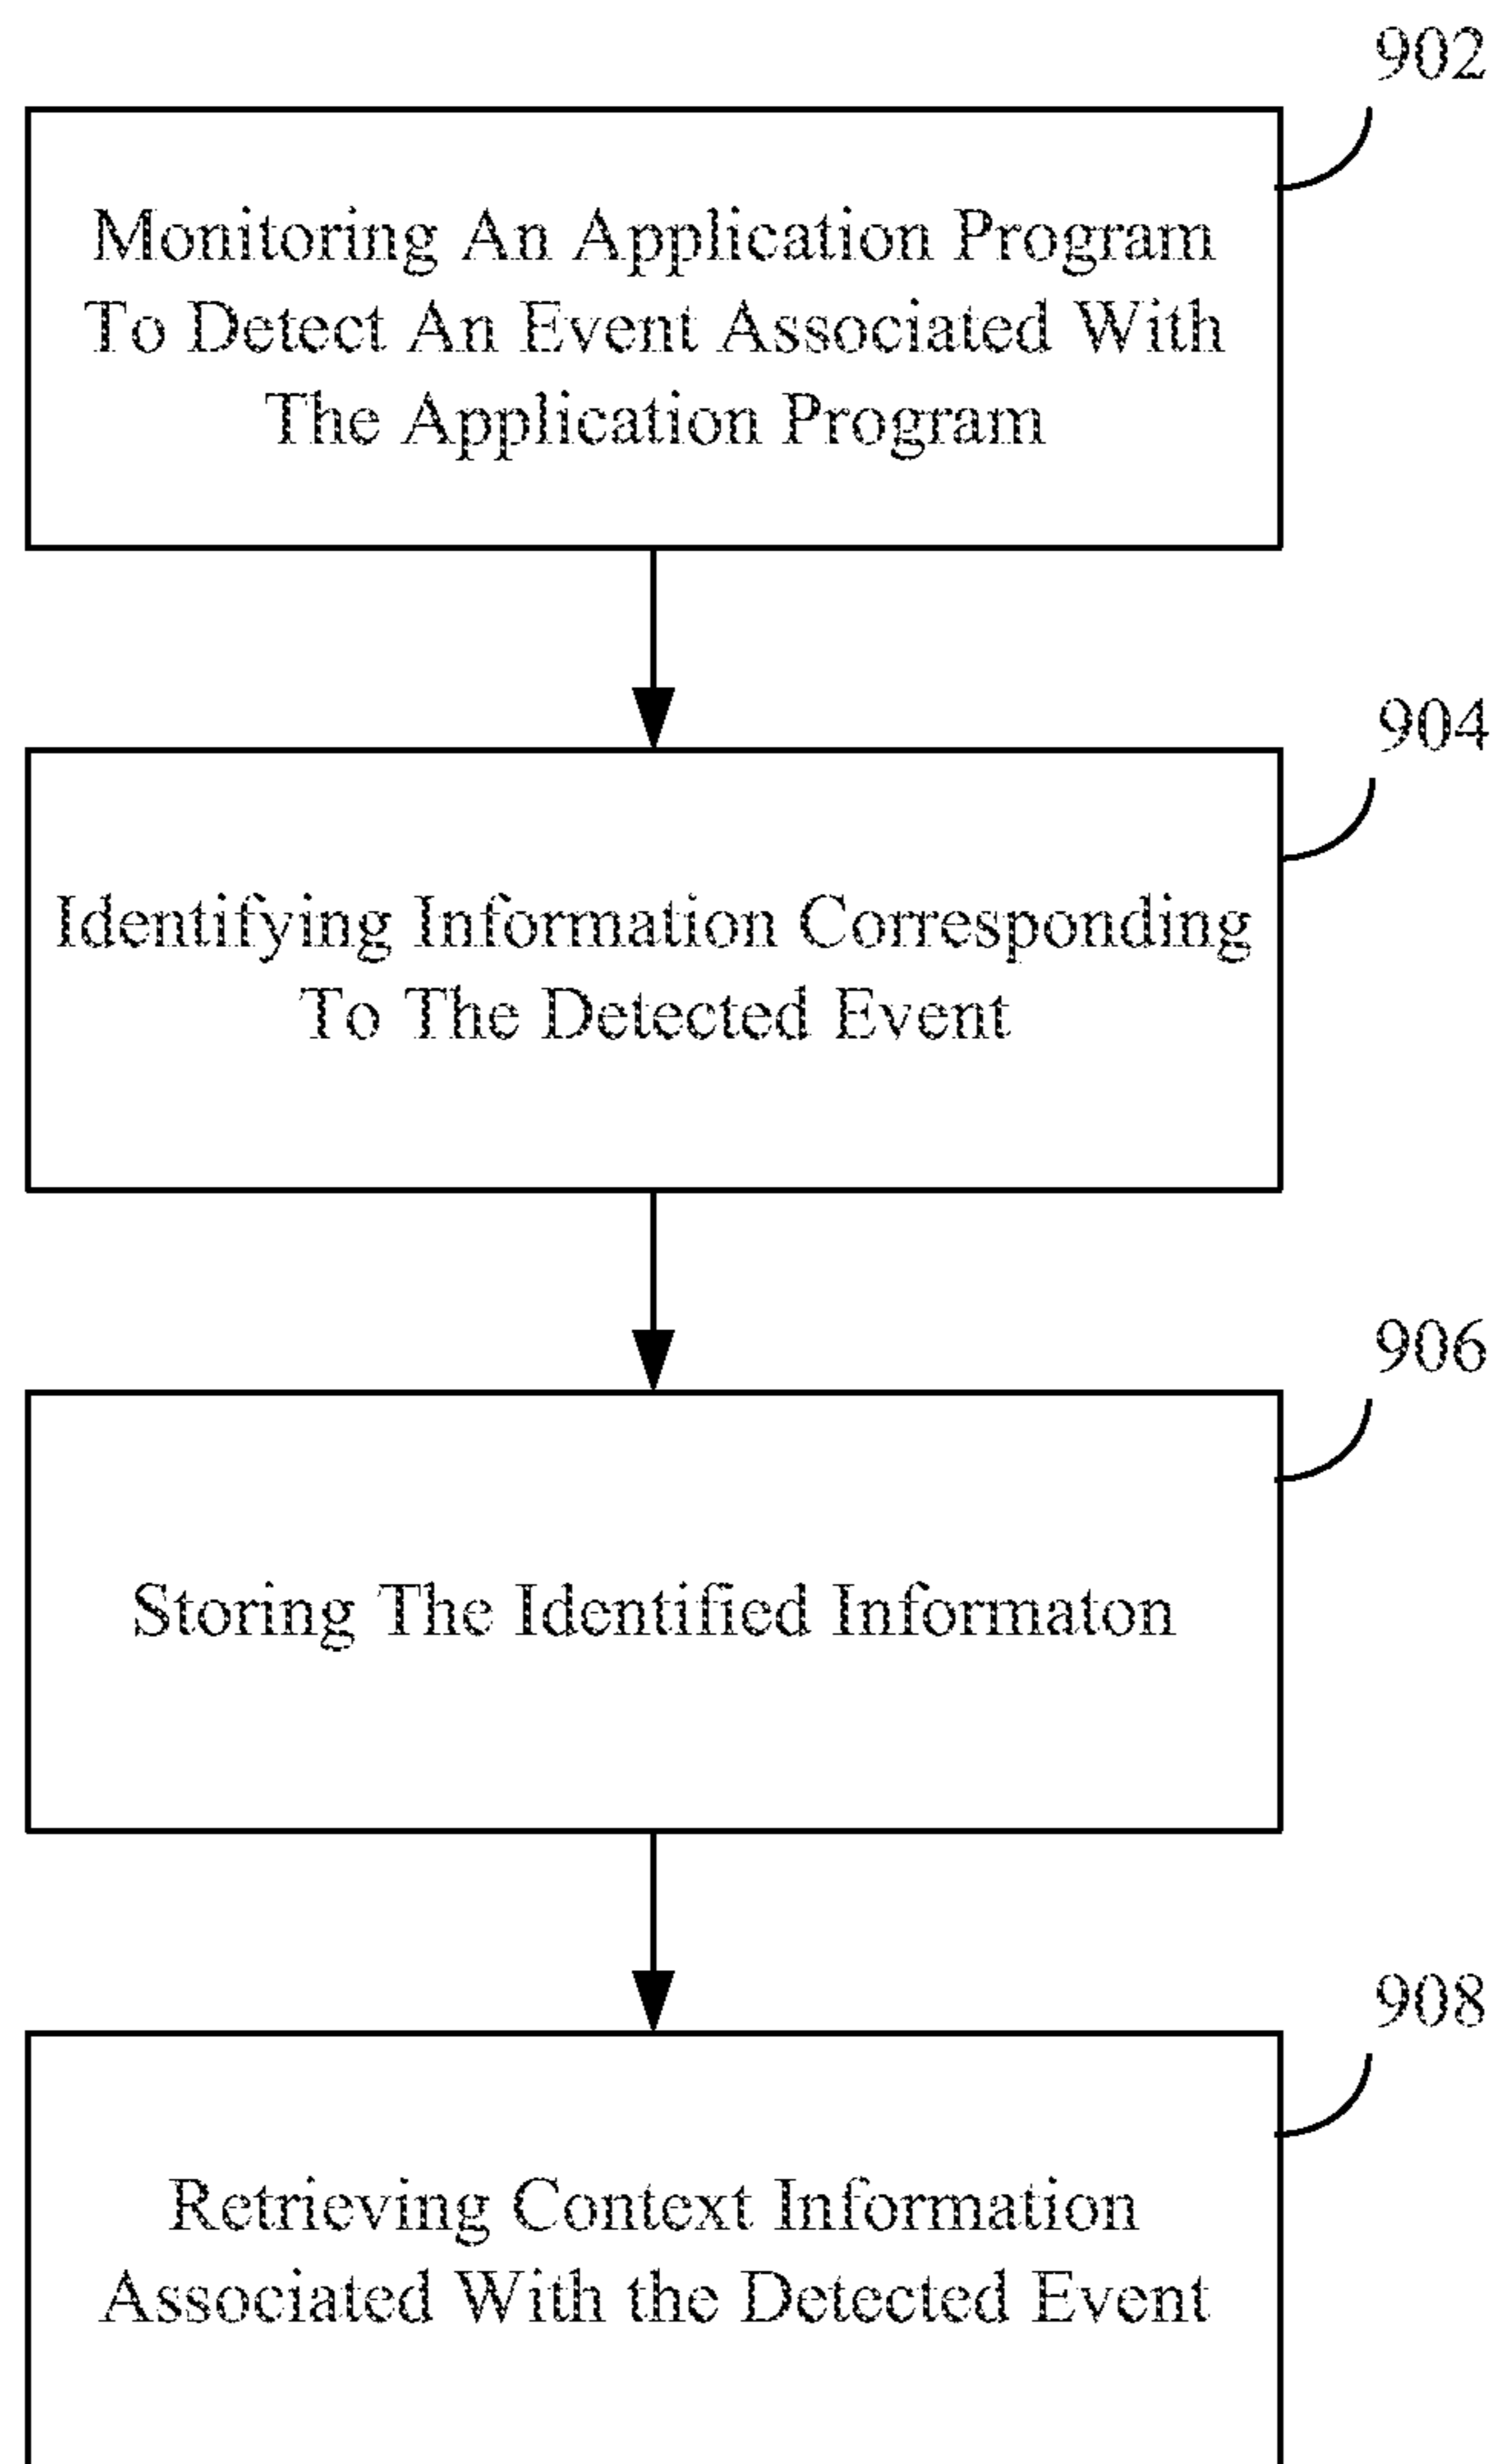 902
Monitoring An Application Program
To Detect An Event Associated With
The Application Program
904
Identifying Information Corresponding
To The Detected Event
906
Storing The Identified Informaton
908
Retrieving Context Information
Associated With the Detected Event